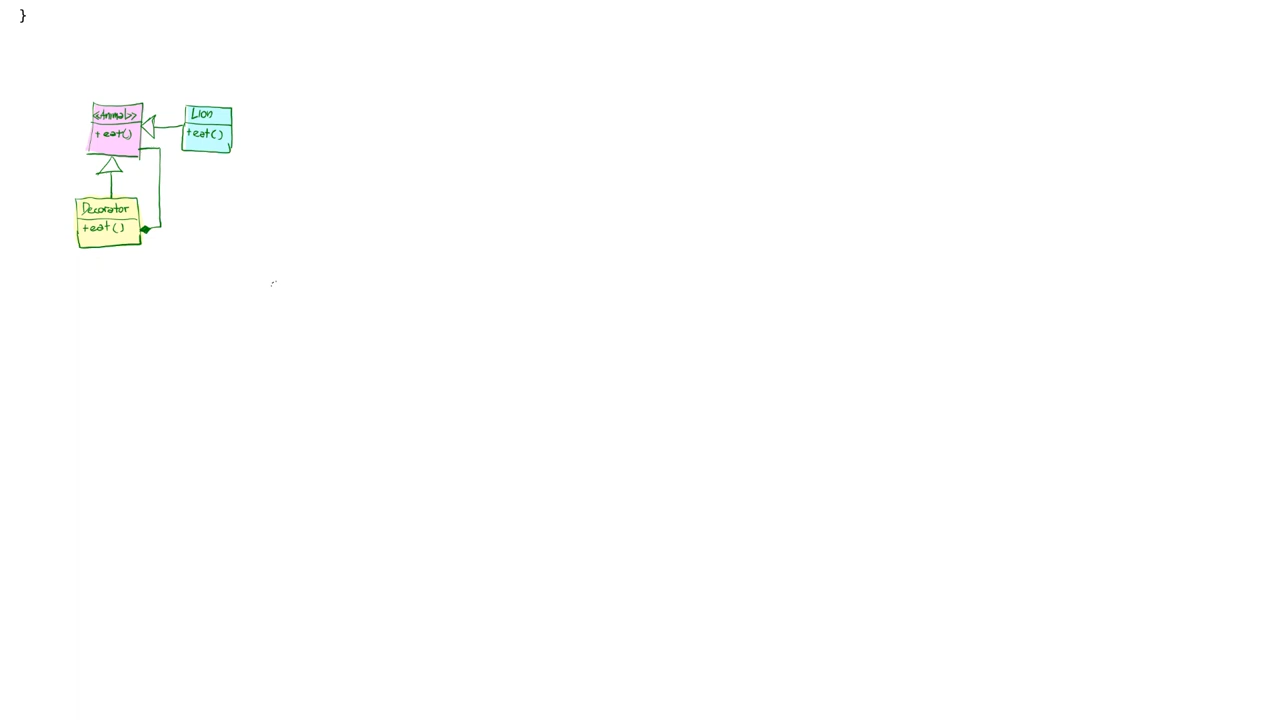 }
<<Animal>>
+ eat()
Lion
+eat()
Decorator
+eat()